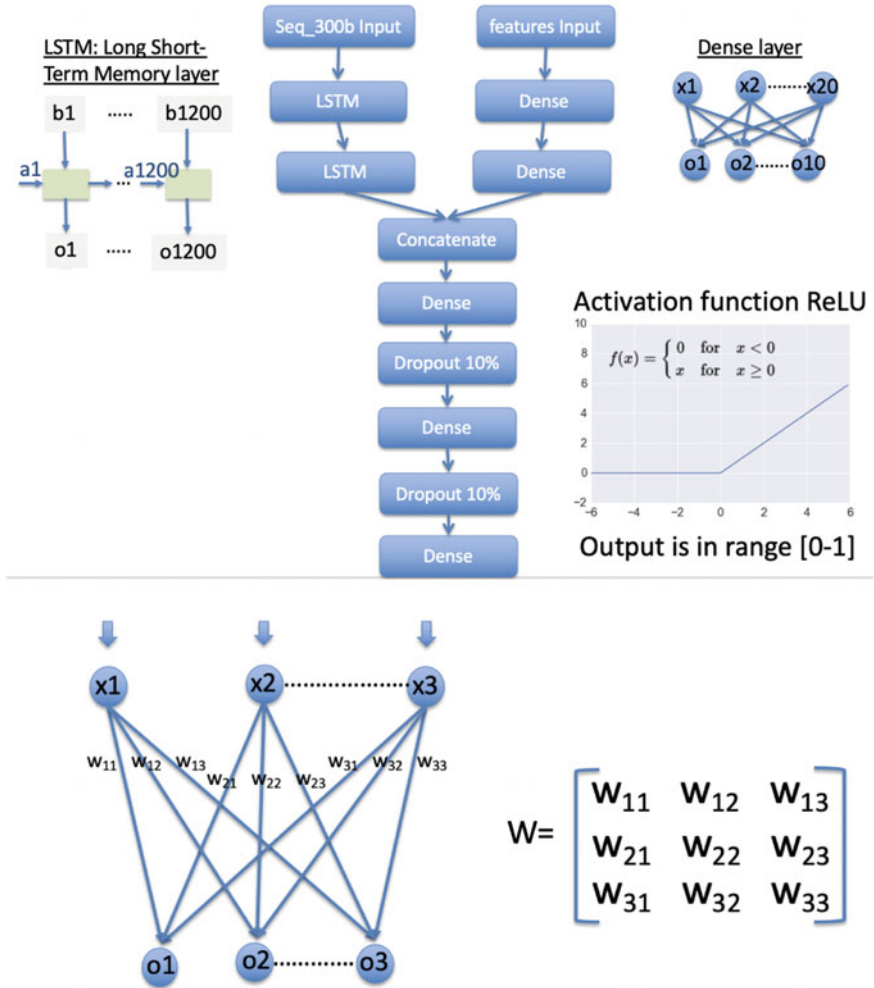 LSTM: Long Short-
Term Memory layer
b1 ..... b1200
a1 ... a1200
o1 ..... o1200
Seq_300b Input
features Input
LSTM
Dense
LSTM
Dense
Concatenate
Dense
Dropout 10%
Dense
Dropout 10%
Dense
Dense layer
x1 x2 ........ x20
o1 o2 ....... o10
Activation function ReLU
f(x) = { 0 for x < 0
x for x ≥ 0
10
8
6
4
2
0
−2
−6 −4 −2 0 2 4 6
Output is in range [0-1]
x1 x2 .................. x3
w11 w12 w13 w21 w22 w23 w31 w32 w33
o1 o2 ............... o3
W=
w11 w12 w13
w21 w22 w23
w31 w32 w33